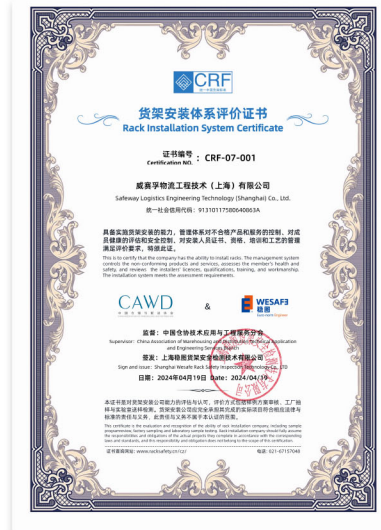 CRF
货架安装体系评价证书
Rack Installation System Certificate
证书编号
Certification NO. : CRF-07-001
威赛孚物流工程技术（上海）有限公司
Safeway Logistics Engineering Technology (Shanghai) Co., Ltd.
统一社会信用代码：91310117580640863A
具备实施货架安装的能力，管理体系对不合格产品和服务的控制，对成
员健康的评估和安全控制，对安装人员证书，资格，培训和工艺的管理
满足评价要求，特颁此证。
This is to certify that the company has the ability to install racks. The management system
controls the non-conforming products and services, assesses the member's health and
safety, and reviews the installers' licences, qualifications, training, and workmanship.
The installation system meets the assessment requirements.
CAWD & WESAF3
稳图
监督：中国仓协技术应用与工程服务分会
Supervisor: China Association of Warehousing and Distribution Technical Application
and Engineering Services Branch
签发：上海稳图货架安全检测技术有限公司
Sign and issue: Shanghai Wesafe Rack Safety Inspection Technology Co., LTD
日期：2024年04月19日 Date: 2024/04/19
本证书是对货架安装公司能力的评估与认可，评价方式包括样例方案审核，工厂抽
样与实验室送样检测。货架安装公司应完全承担其完成的实际项目符合相应法律与
标准的责任与义务，此责任与义务不属于本认证的范围。
This certificate is the evaluation and recognition of the ability of rack installation company, including sample
programreview, factory sampling and laboratory sample testing. Rack installation company should fully assume
the responsibilities and obligations of the actual projects they complete in accordance with the corresponding
laws and standards, and this responsibility and obligation does not belong to the scope of this certification.
证书查询网址：www.racksafety.cn/cz/ 电话：021-67157048